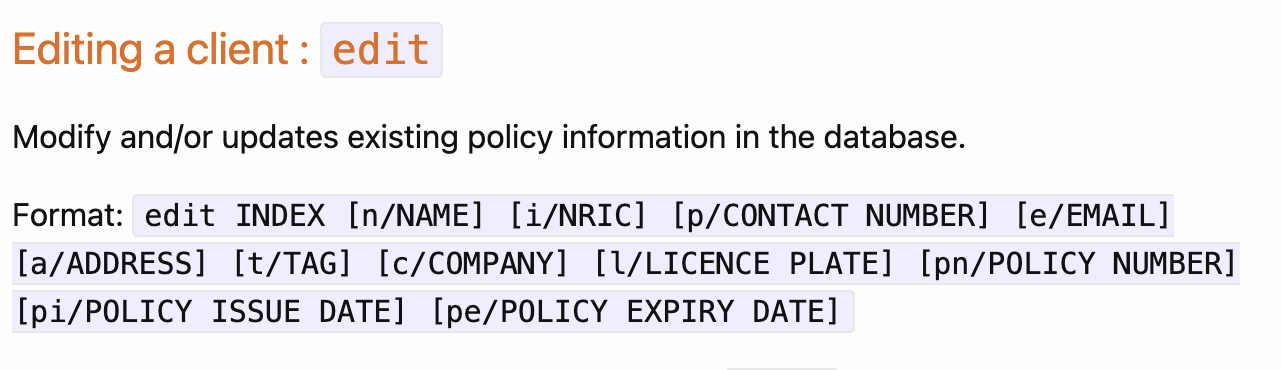 Editing a client : edit
Modify and/or updates existing policy information in the database.
Format: edit INDEX [n/NAME] [i/NRIC] [p/CONTACT NUMBER] [e/EMAIL]
[a/ADDRESS] [t/TAG] [c/COMPANY] [l/LICENCE PLATE] [pn/POLICY NUMBER]
[pi/POLICY ISSUE DATE] [pe/POLICY EXPIRY DATE]